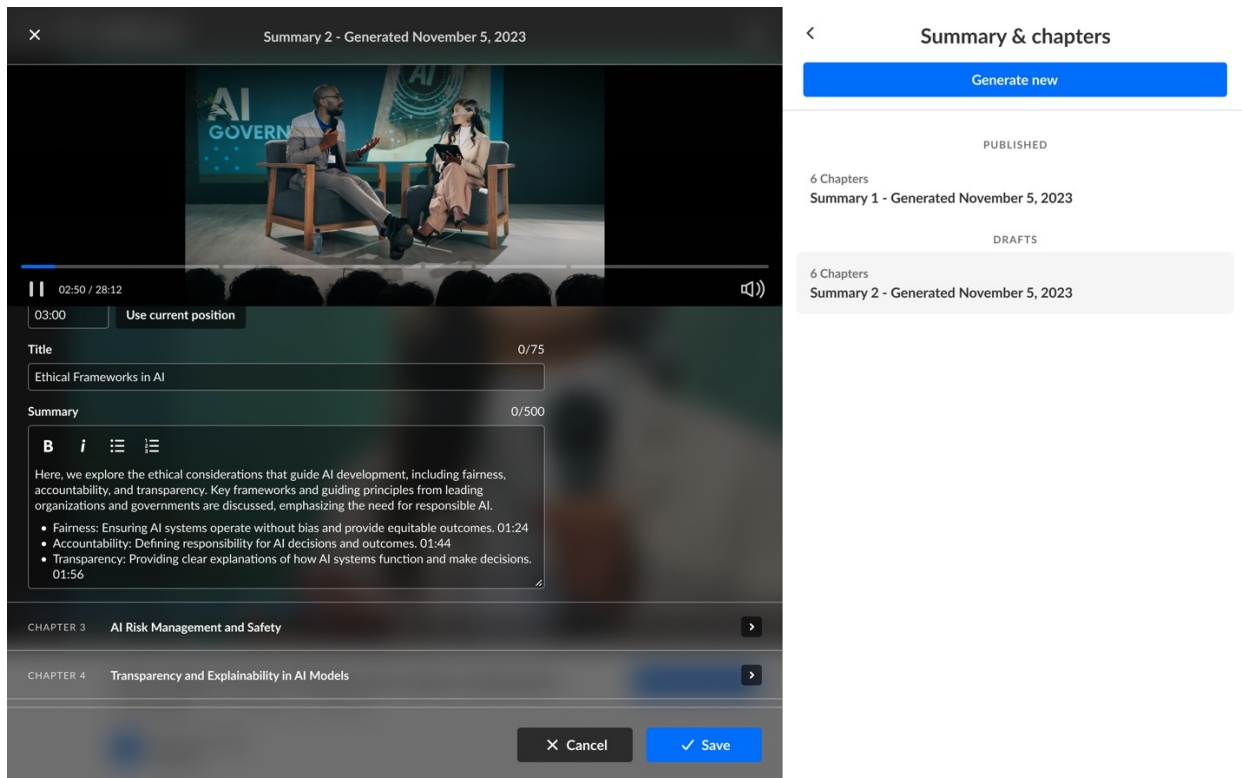 Summary 2 - Generated November 5, 2023
AI
AI
GOVERN
02:50 / 28:12
03:00
Use current position
Title
0/75
Ethical Frameworks in AI
Summary
0/500
B i
Here, we explore the ethical considerations that guide AI development, including fairness,
accountability, and transparency. Key frameworks and guiding principles from leading
organizations and governments are discussed, emphasizing the need for responsible AI.
• Fairness: Ensuring AI systems operate without bias and provide equitable outcomes. 01:24
• Accountability: Defining responsibility for AI decisions and outcomes. 01:44
• Transparency: Providing clear explanations of how AI systems function and make decisions.
01:56
CHAPTER 3 AI Risk Management and Safety
CHAPTER 4 Transparency and Explainability in AI Models
Cancel
Save
Summary & chapters
Generate new
PUBLISHED
6 Chapters
Summary 1 - Generated November 5, 2023
DRAFTS
6 Chapters
Summary 2 - Generated November 5, 2023